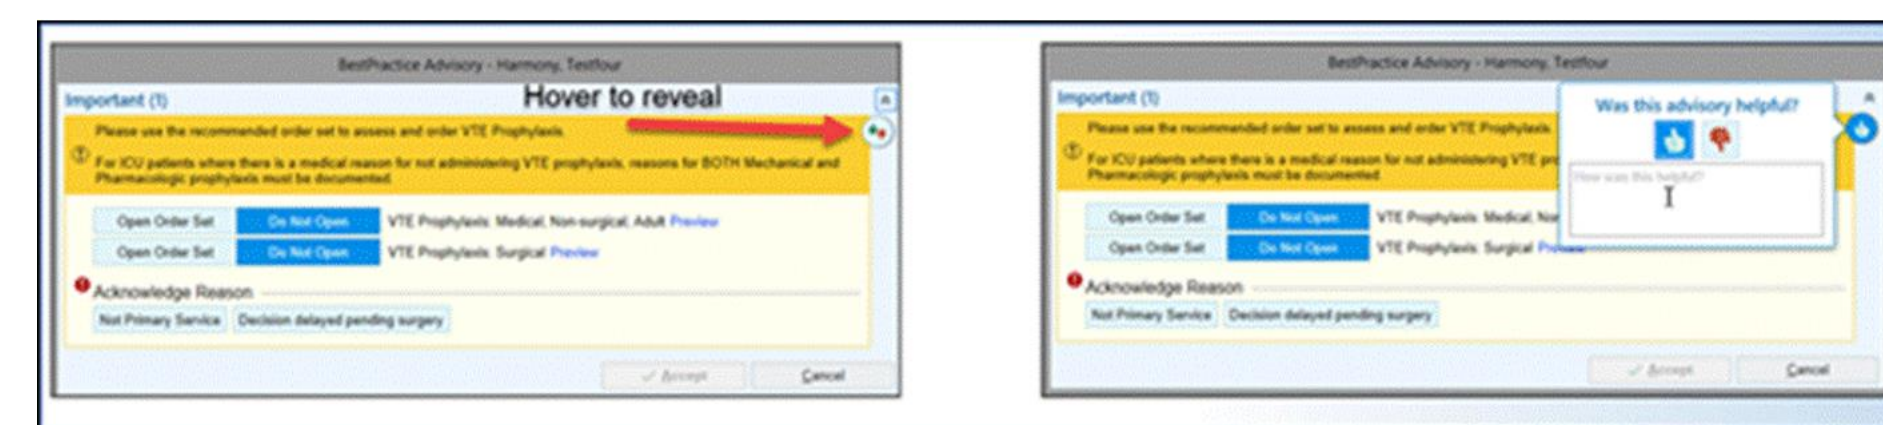 BestPractice Advisory - Harmony, Testfour
Important (1)
Hover to reveal
Please use the recommended order set to assess and order VTE Prophylaxis.
For ICU patients where there is a medical reason for not administering VTE prophylaxis, reasons for BOTH Mechanical and
Pharmacologic prophylaxis must be documented.
Open Order Set Do Not Open VTE Prophylaxis: Medical, Non-surgical, Adult Preview
Open Order Set Do Not Open VTE Prophylaxis: Surgical Preview
Acknowledge Reason
Not Primary Service Decision delayed pending surgery
Accept Cancel
BestPractice Advisory - Harmony, Testfour
Important (1)
Was this advisory helpful?
How was this helpful?
Please use the recommended order set to assess and order VTE Prophylaxis.
For ICU patients where there is a medical reason for not administering VTE pro
Pharmacologic prophylaxis must be documented.
Open Order Set Do Not Open VTE Prophylaxis: Medical, Non
Open Order Set Do Not Open VTE Prophylaxis: Surgical
Acknowledge Reason
Not Primary Service Decision delayed pending surgery
Accept Cancel